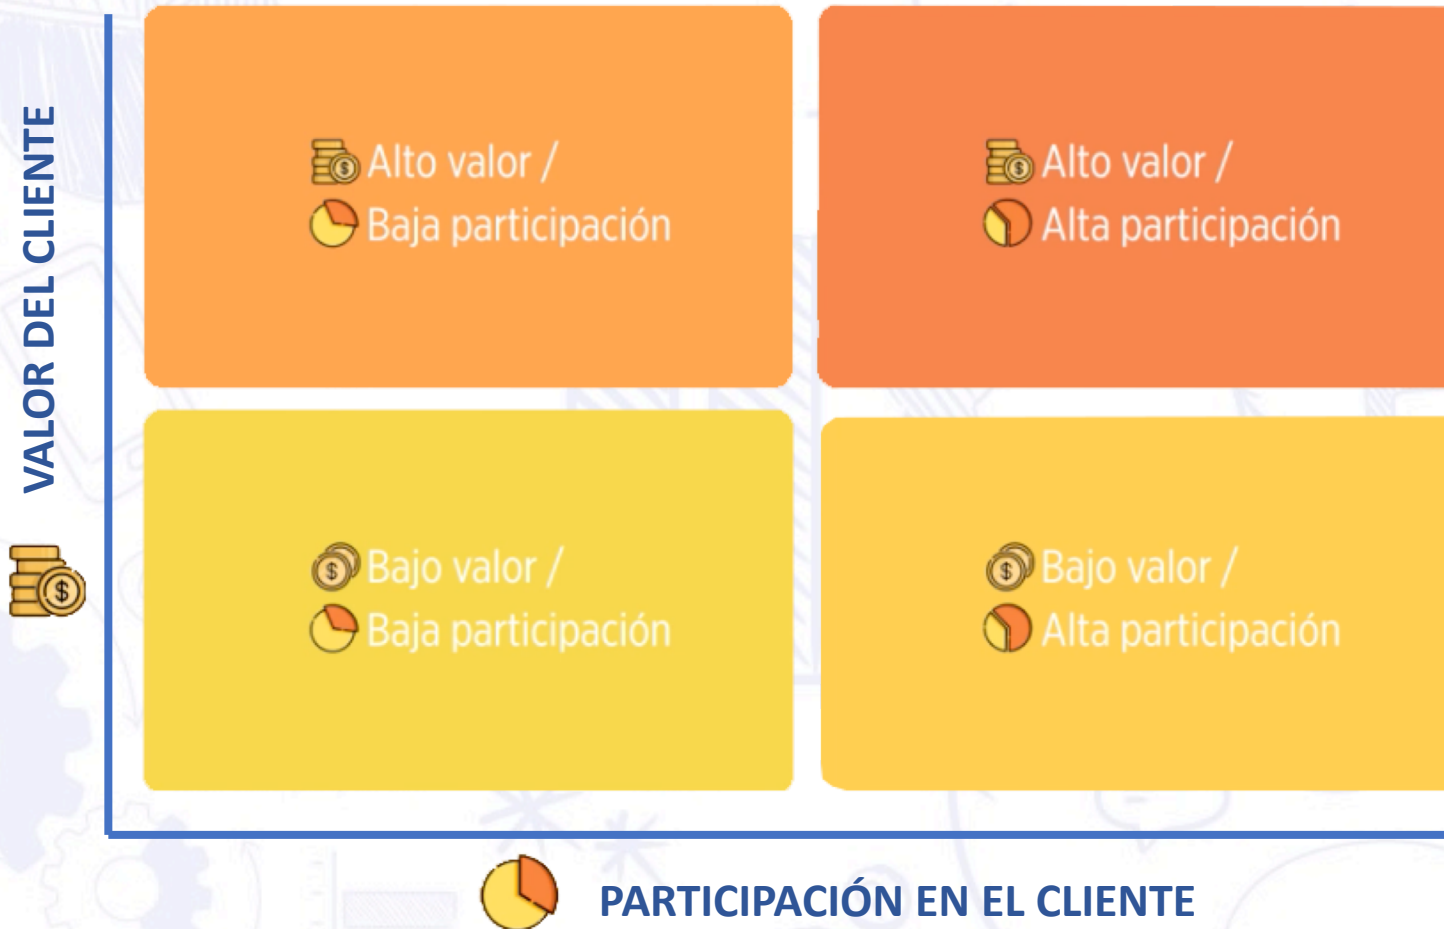 VALOR DEL CLIENTE
Alto valor /
Baja participación
Alto valor /
Alta participación
Bajo valor /
Baja participación
Bajo valor /
Alta participación
PARTICIPACIÓN EN EL CLIENTE